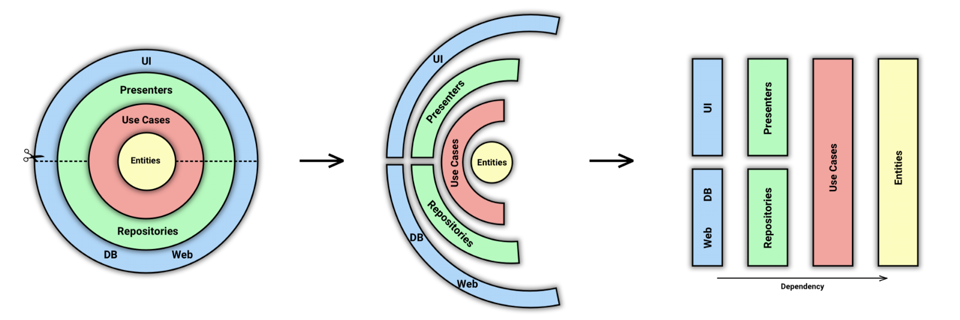 UI
Presenters
Use Cases
Entities
Repositories
DB
Web
UI
Presenters
Use Cases
Entities
Repositories
DB
Web
UI
Presenters
Use Cases
Entities
DB
Web
Repositories
Dependency